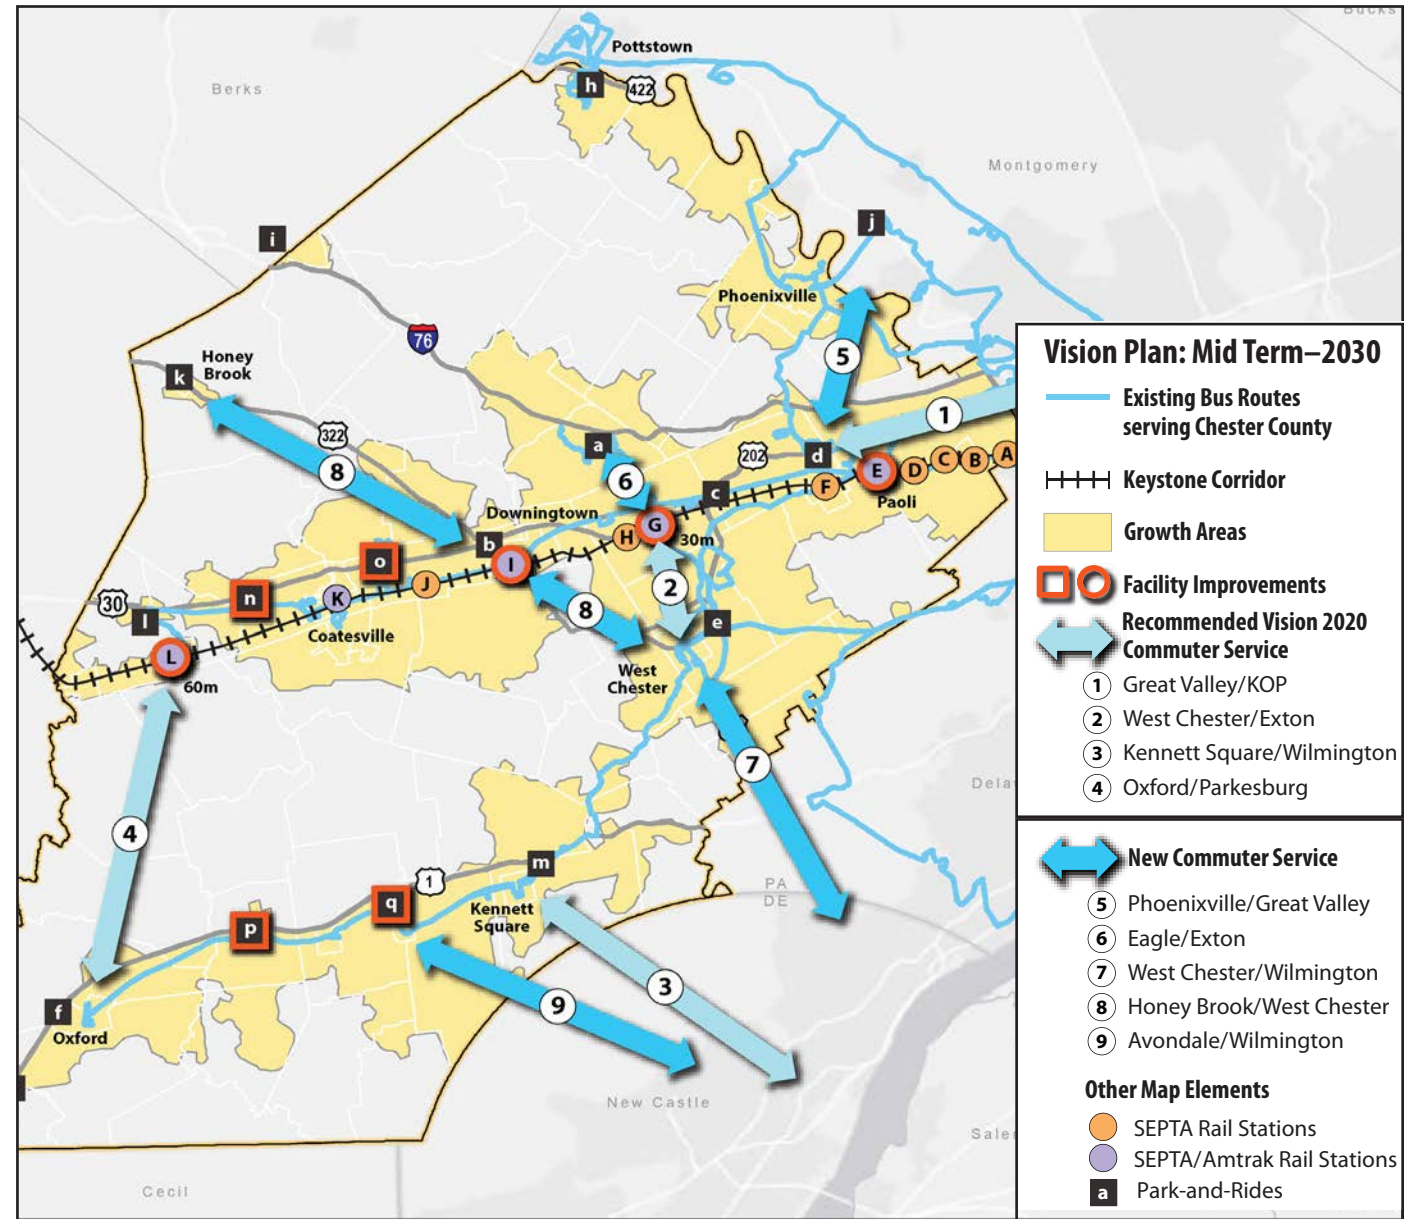 Bucks
Pottstown
Berks
h
422
Montgomery
j
i
Phoenixville
76
5
Honey
Brook
k
322
8
a
6
202
d
1
E
D
C
B
A
F
Paoli
c
Downingtown
G
H
30m
b
o
I
J
n
K
30
l
Coatesville
2
8
e
L
60m
West
Chester
7
4
Dela
m
1
q
Kennett
Square
p
PA
DE
3
9
f
Oxford
New Castle
Saler
Cecil
Vision Plan: Mid Term–2030
Existing Bus Routes
serving Chester County
Keystone Corridor
Growth Areas
Facility Improvements
Recommended Vision 2020
Commuter Service
1 Great Valley/KOP
2 West Chester/Exton
3 Kennett Square/Wilmington
4 Oxford/Parkesburg
New Commuter Service
5 Phoenixville/Great Valley
6 Eagle/Exton
7 West Chester/Wilmington
8 Honey Brook/West Chester
9 Avondale/Wilmington
Other Map Elements
SEPTA Rail Stations
SEPTA/Amtrak Rail Stations
a Park-and-Rides